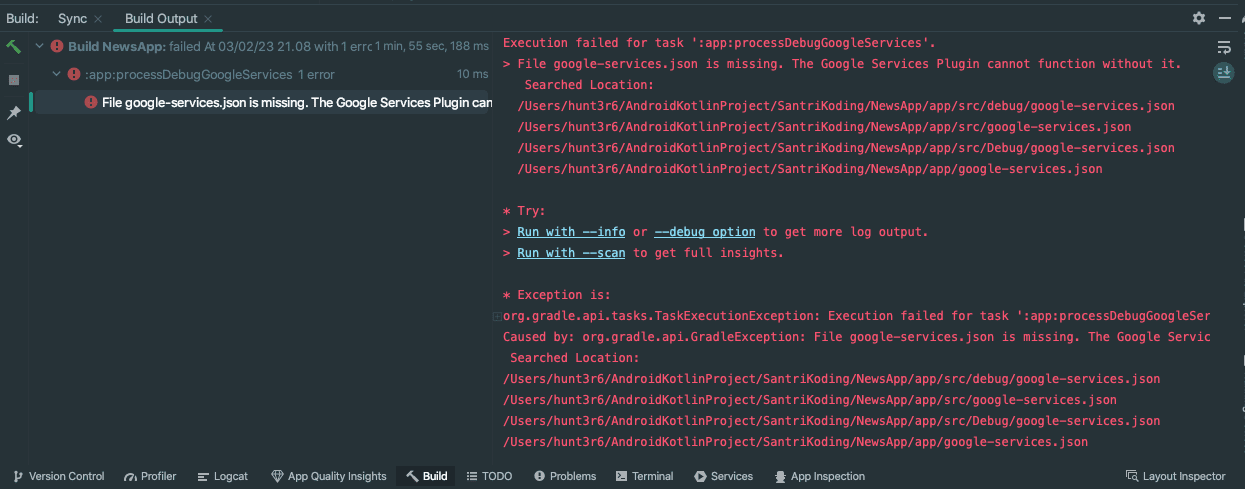 Build: Sync Build Output
Build NewsApp: failed At 03/02/23 21.08 with 1 errc 1 min, 55 sec, 188 ms
:app:processDebugGoogleServices 1 error 10 ms
File google-services.json is missing. The Google Services Plugin can
Execution failed for task ':app:processDebugGoogleServices'.
> File google-services.json is missing. The Google Services Plugin cannot function without it.
Searched Location:
/Users/hunt3r6/AndroidKotlinProject/SantriKoding/NewsApp/app/src/debug/google-services.json
/Users/hunt3r6/AndroidKotlinProject/SantriKoding/NewsApp/app/src/google-services.json
/Users/hunt3r6/AndroidKotlinProject/SantriKoding/NewsApp/app/src/Debug/google-services.json
/Users/hunt3r6/AndroidKotlinProject/SantriKoding/NewsApp/app/google-services.json
* Try:
> Run with --info or --debug option to get more log output.
> Run with --scan to get full insights.
* Exception is:
org.gradle.api.tasks.TaskExecutionException: Execution failed for task ':app:processDebugGoogleSer
Caused by: org.gradle.api.GradleException: File google-services.json is missing. The Google Servic
Searched Location:
/Users/hunt3r6/AndroidKotlinProject/SantriKoding/NewsApp/app/src/debug/google-services.json
/Users/hunt3r6/AndroidKotlinProject/SantriKoding/NewsApp/app/src/google-services.json
/Users/hunt3r6/AndroidKotlinProject/SantriKoding/NewsApp/app/src/Debug/google-services.json
/Users/hunt3r6/AndroidKotlinProject/SantriKoding/NewsApp/app/google-services.json
Version Control Profiler Logcat App Quality Insights Build TODO Problems Terminal Services App Inspection Layout Inspector